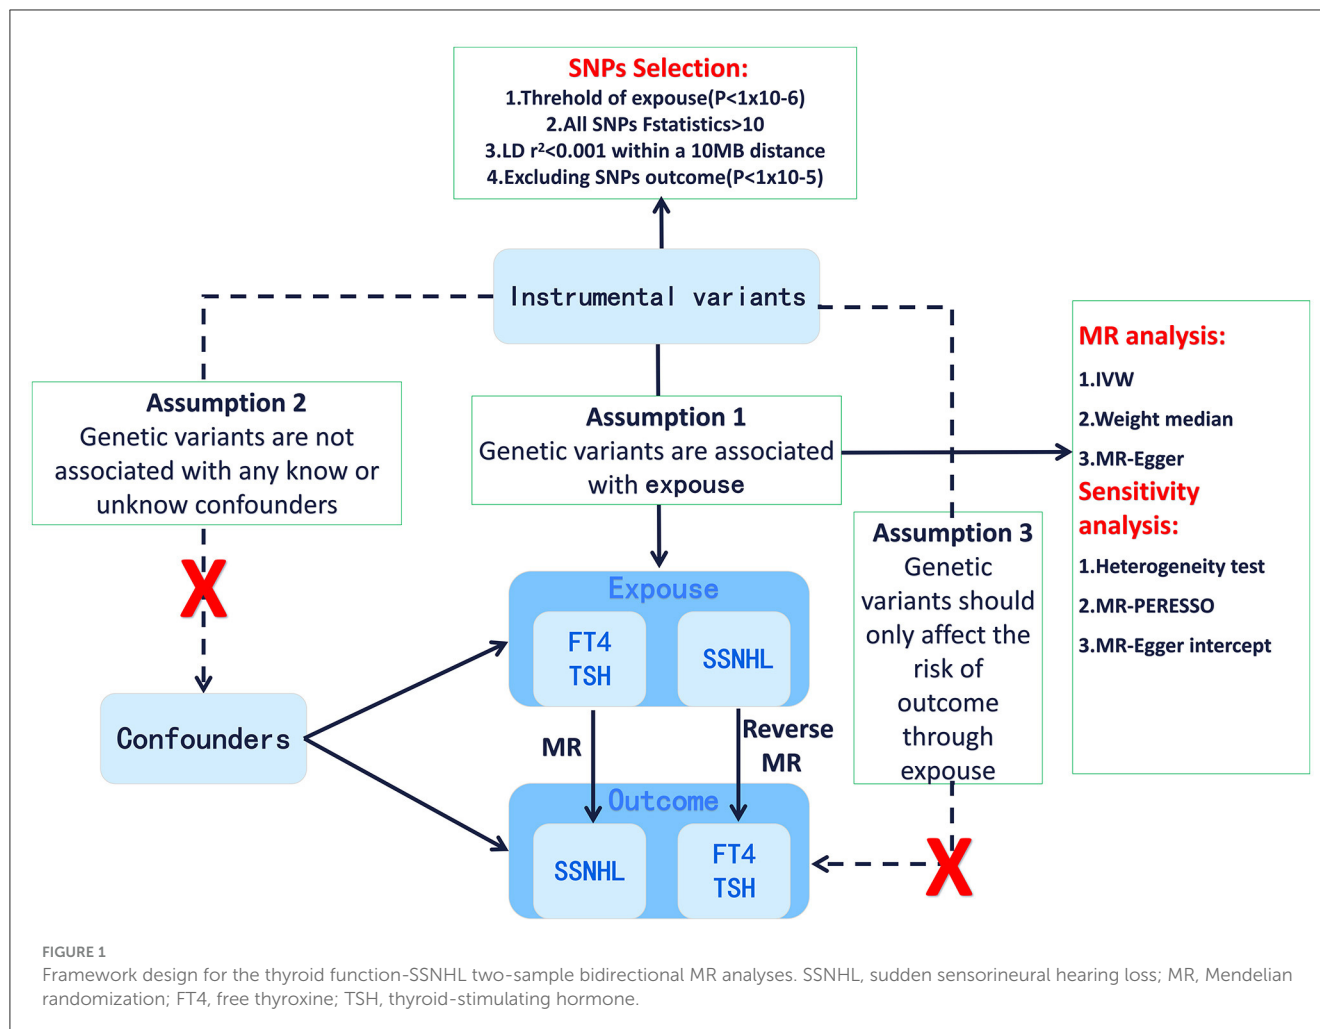 SNPs Selection:
1.Threhold of expouse(P<1x10-6)
2.All SNPs Fstatistics>10
3.LD r²<0.001 within a 10MB distance
4.Excluding SNPs outcome(P<1x10-5)
Instrumental variants
Assumption 2
Genetic variants are not
associated with any know or
unknow confounders
Assumption 1
Genetic variants are associated
with expouse
MR analysis:
1.IVW
2.Weight median
3.MR-Egger
Sensitivity
analysis:
1.Heterogeneity test
2.MR-PERESSO
3.MR-Egger intercept
Assumption 3
Genetic
variants should
only affect the
risk of
outcome
through
expouse
X
Expouse
FT4
TSH
SSNHL
Confounders
MR
Reverse
MR
Outcome
SSNHL
FT4
TSH
X
FIGURE 1
Framework design for the thyroid function-SSNHL two-sample bidirectional MR analyses. SSNHL, sudden sensorineural hearing loss; MR, Mendelian
randomization; FT4, free thyroxine; TSH, thyroid-stimulating hormone.